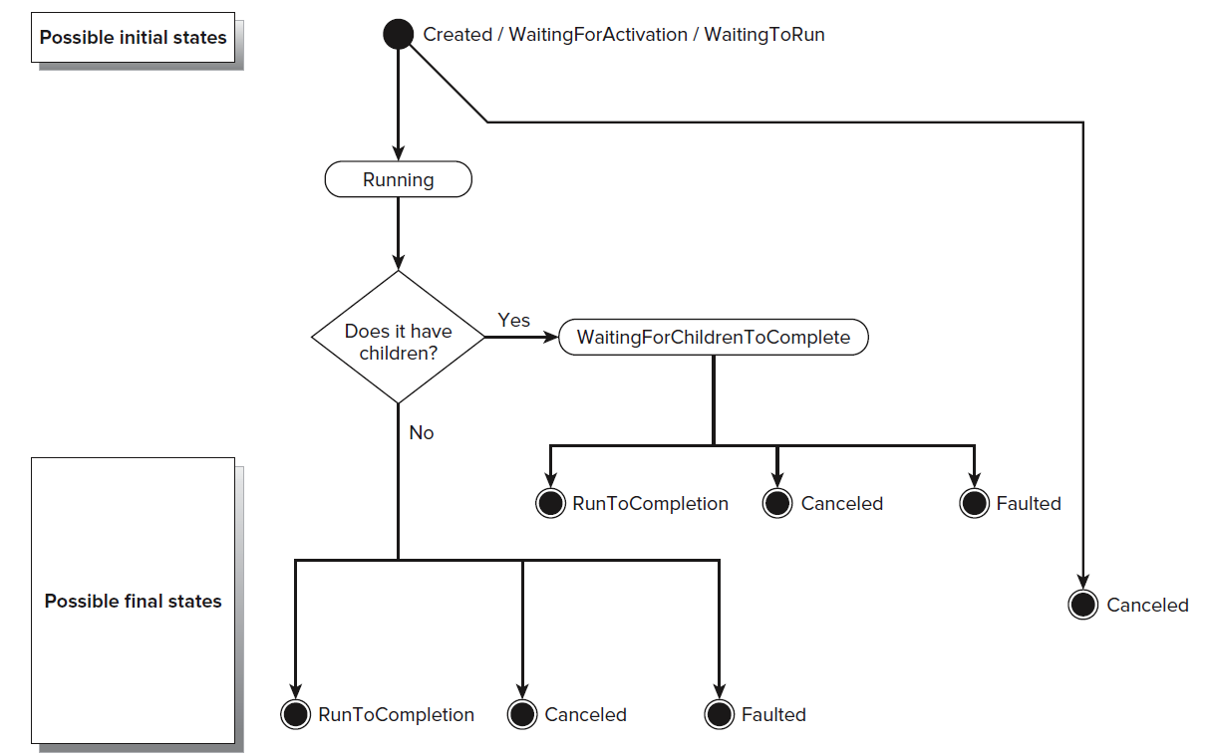 Possible initial states
Created / WaitingForActivation / WaitingToRun
Running
Does it have
children?
Yes
WaitingForChildrenToComplete
No
RunToCompletion
Canceled
Faulted
Possible final states
Canceled
RunToCompletion
Canceled
Faulted